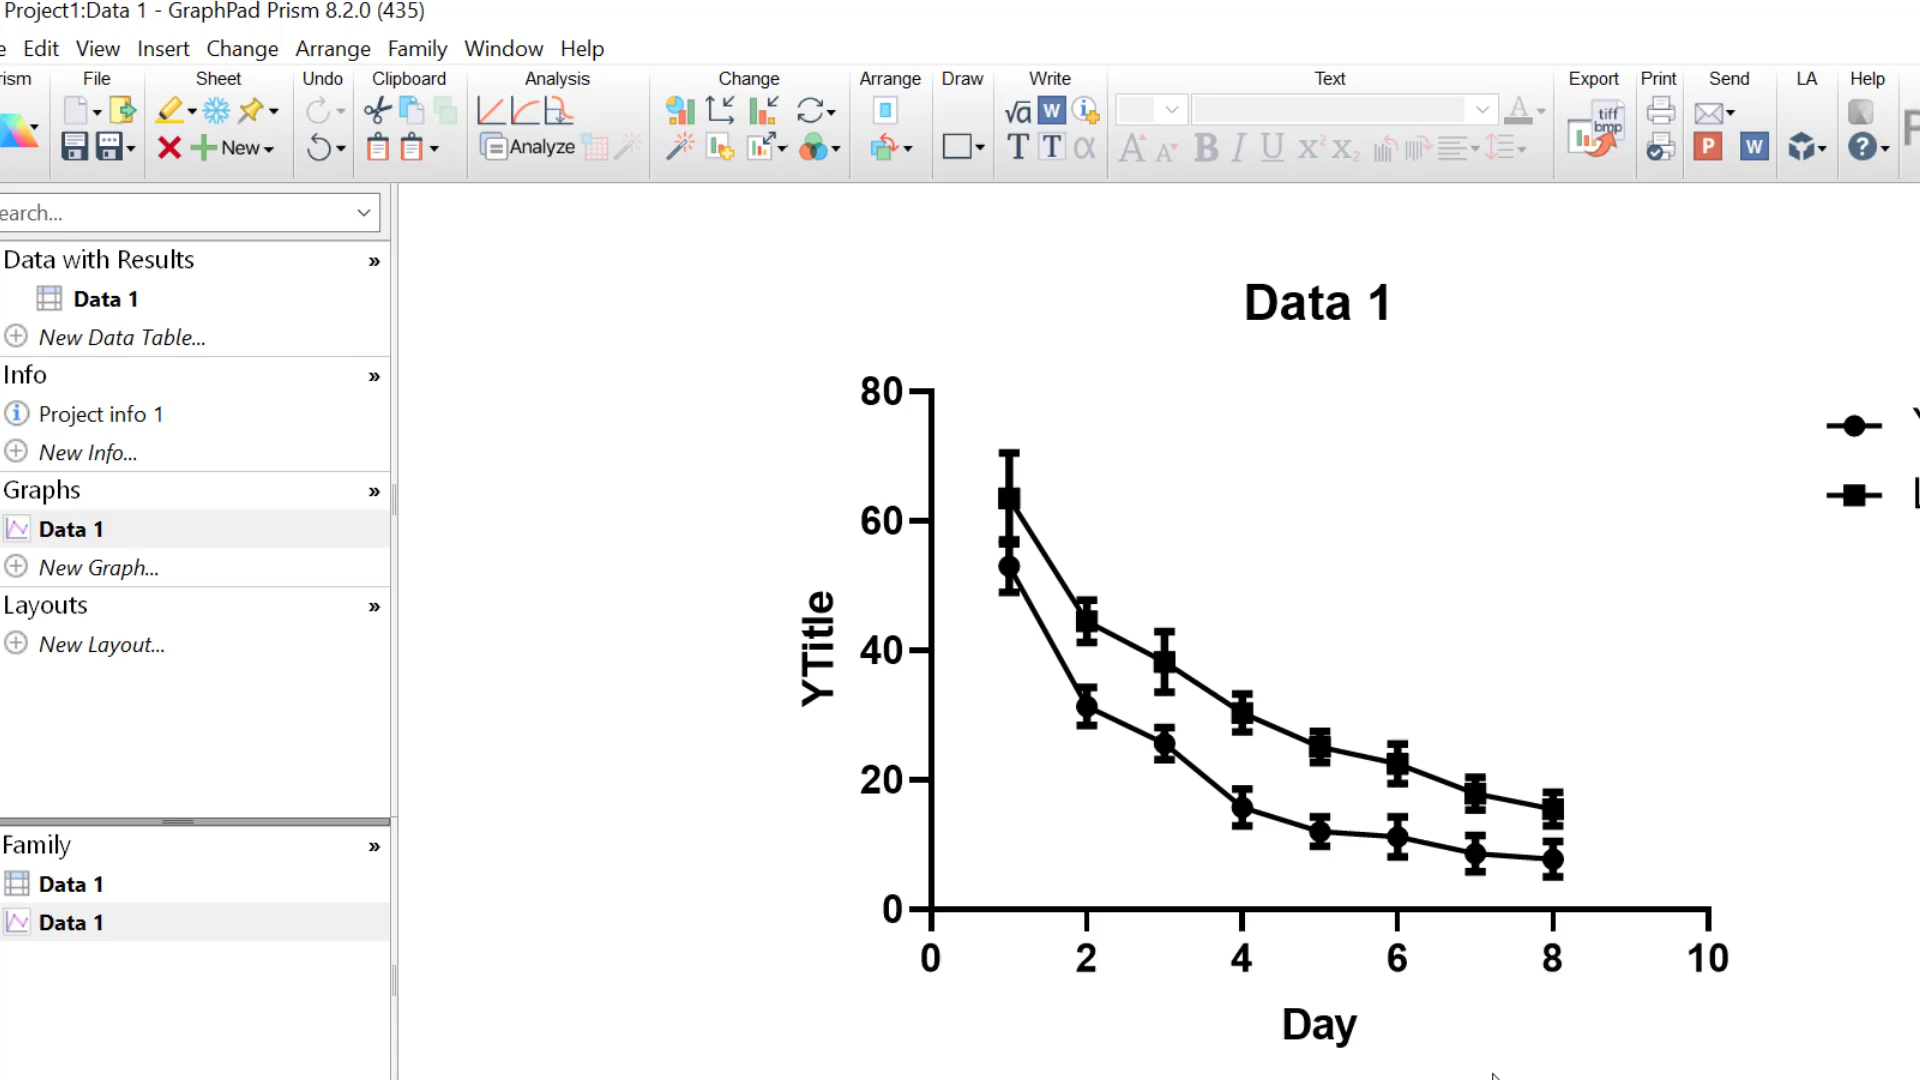 Project1:Data 1 - GraphPad Prism 8.2.0 (435)
Edit View Insert Change Arrange Family Window Help
File Sheet Undo Clipboard Analysis Change Arrange Draw Write Text Export Print Send LA Help
√a W tiff
bmp
New Analyze T T α A A B I U X² X₂ P W
Data with Results
Data 1
New Data Table...
Info
Project info 1
New Info...
Graphs
Data 1
New Graph...
Layouts
New Layout...
Family
Data 1
Data 1
Data 1
80
60
40
20
0
YTitle
0 2 4 6 8 10
Day